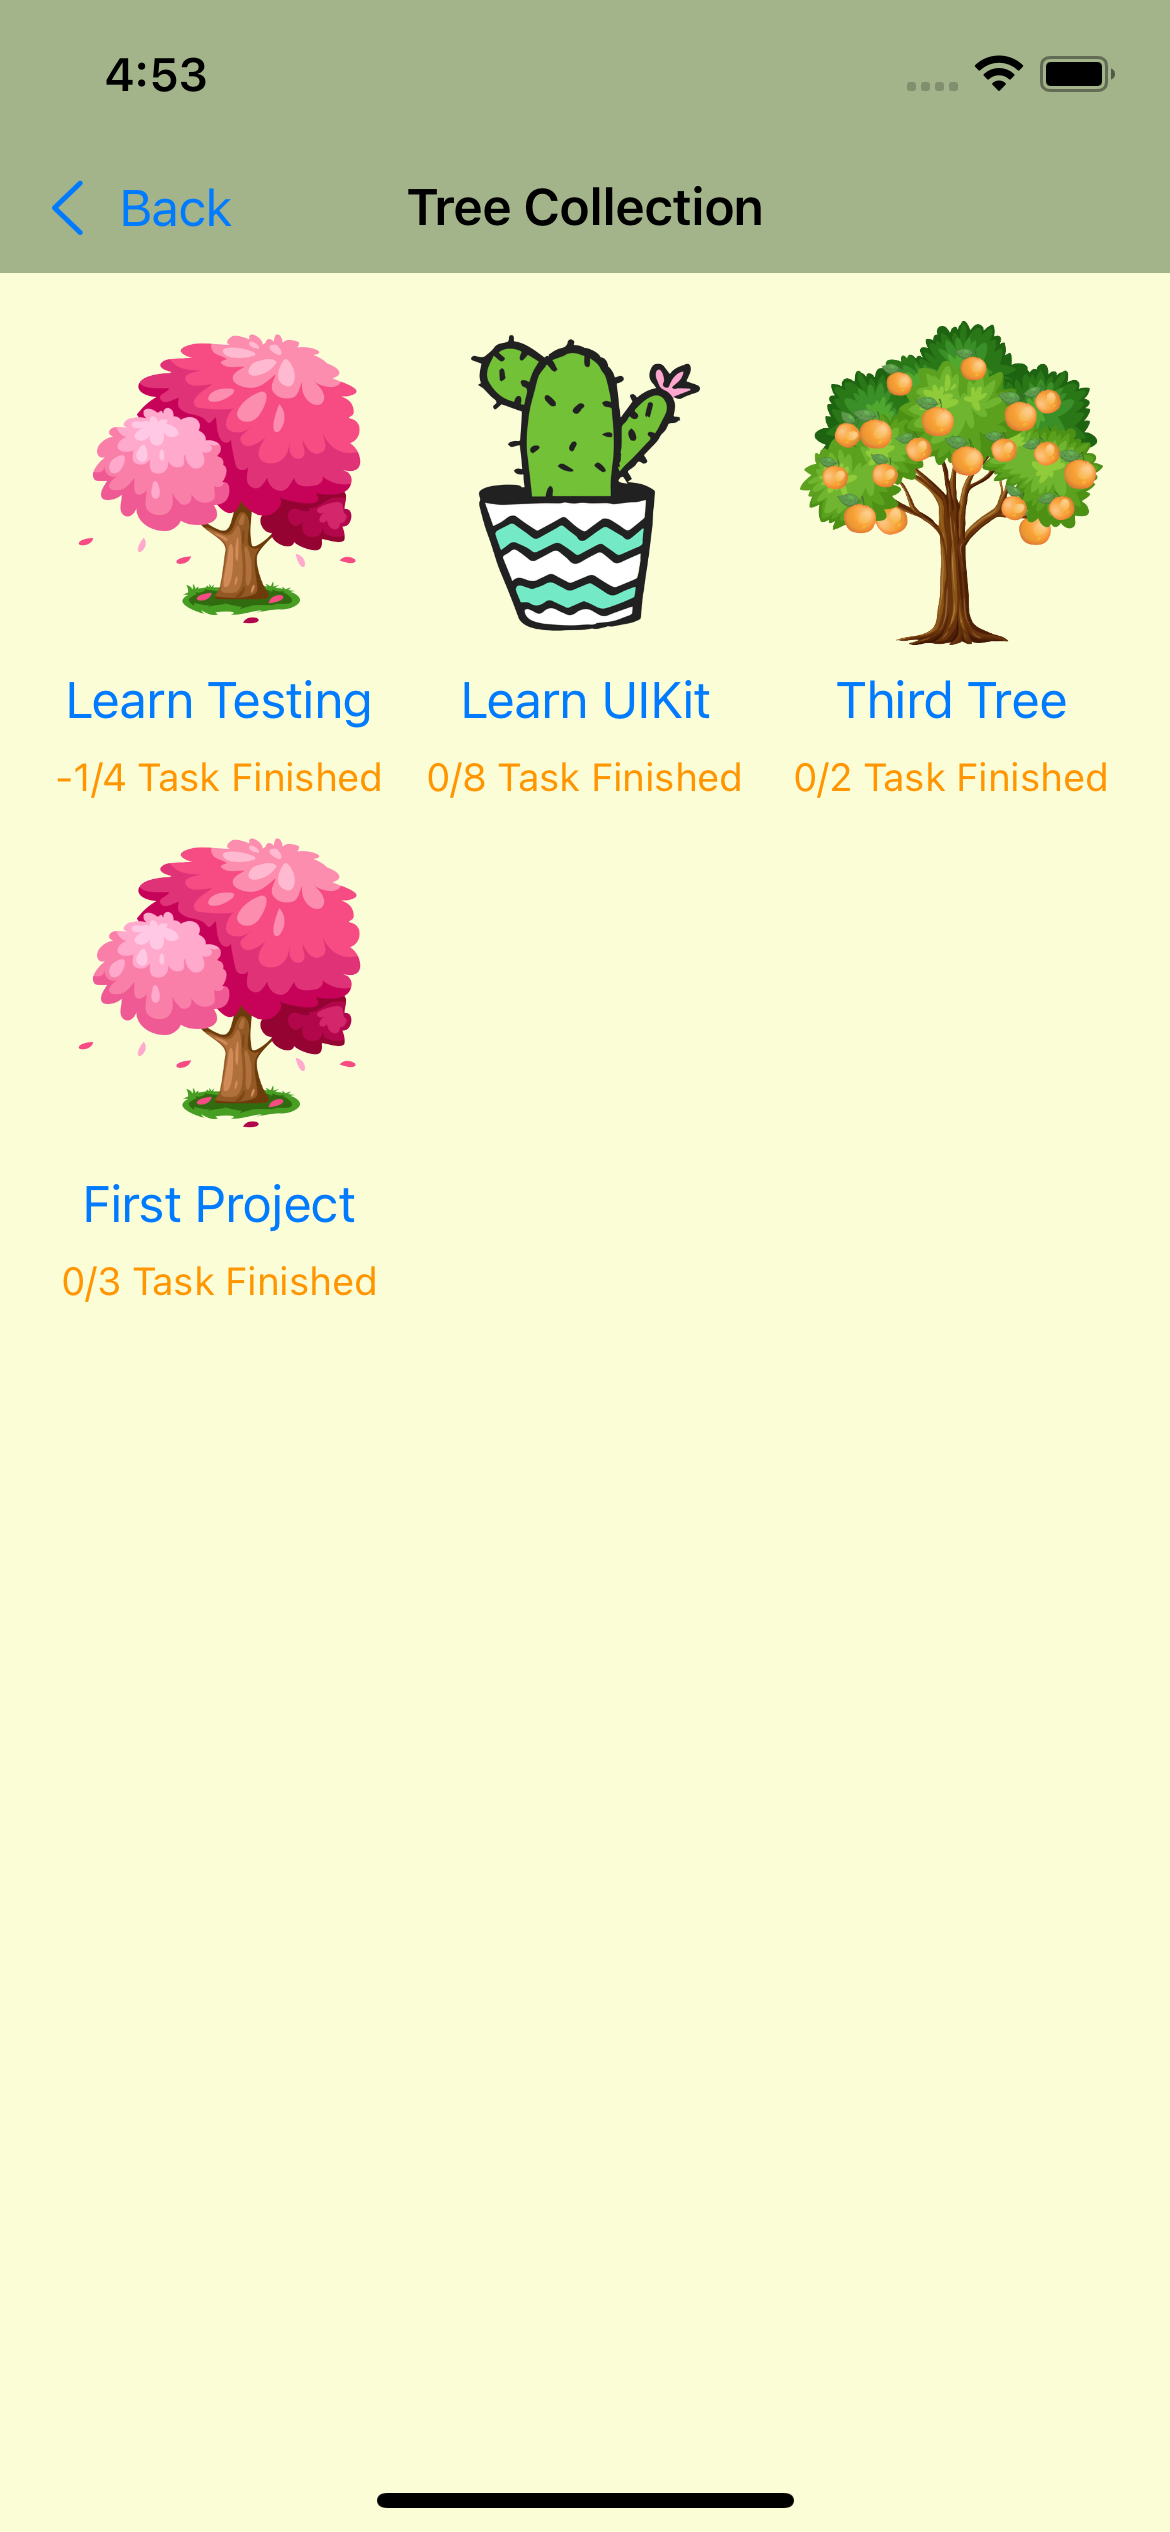 4:53
Back
Tree Collection
Learn Testing
Learn UIKit
Third Tree
-1/4 Task Finished
0/8 Task Finished
0/2 Task Finished
First Project
0/3 Task Finished